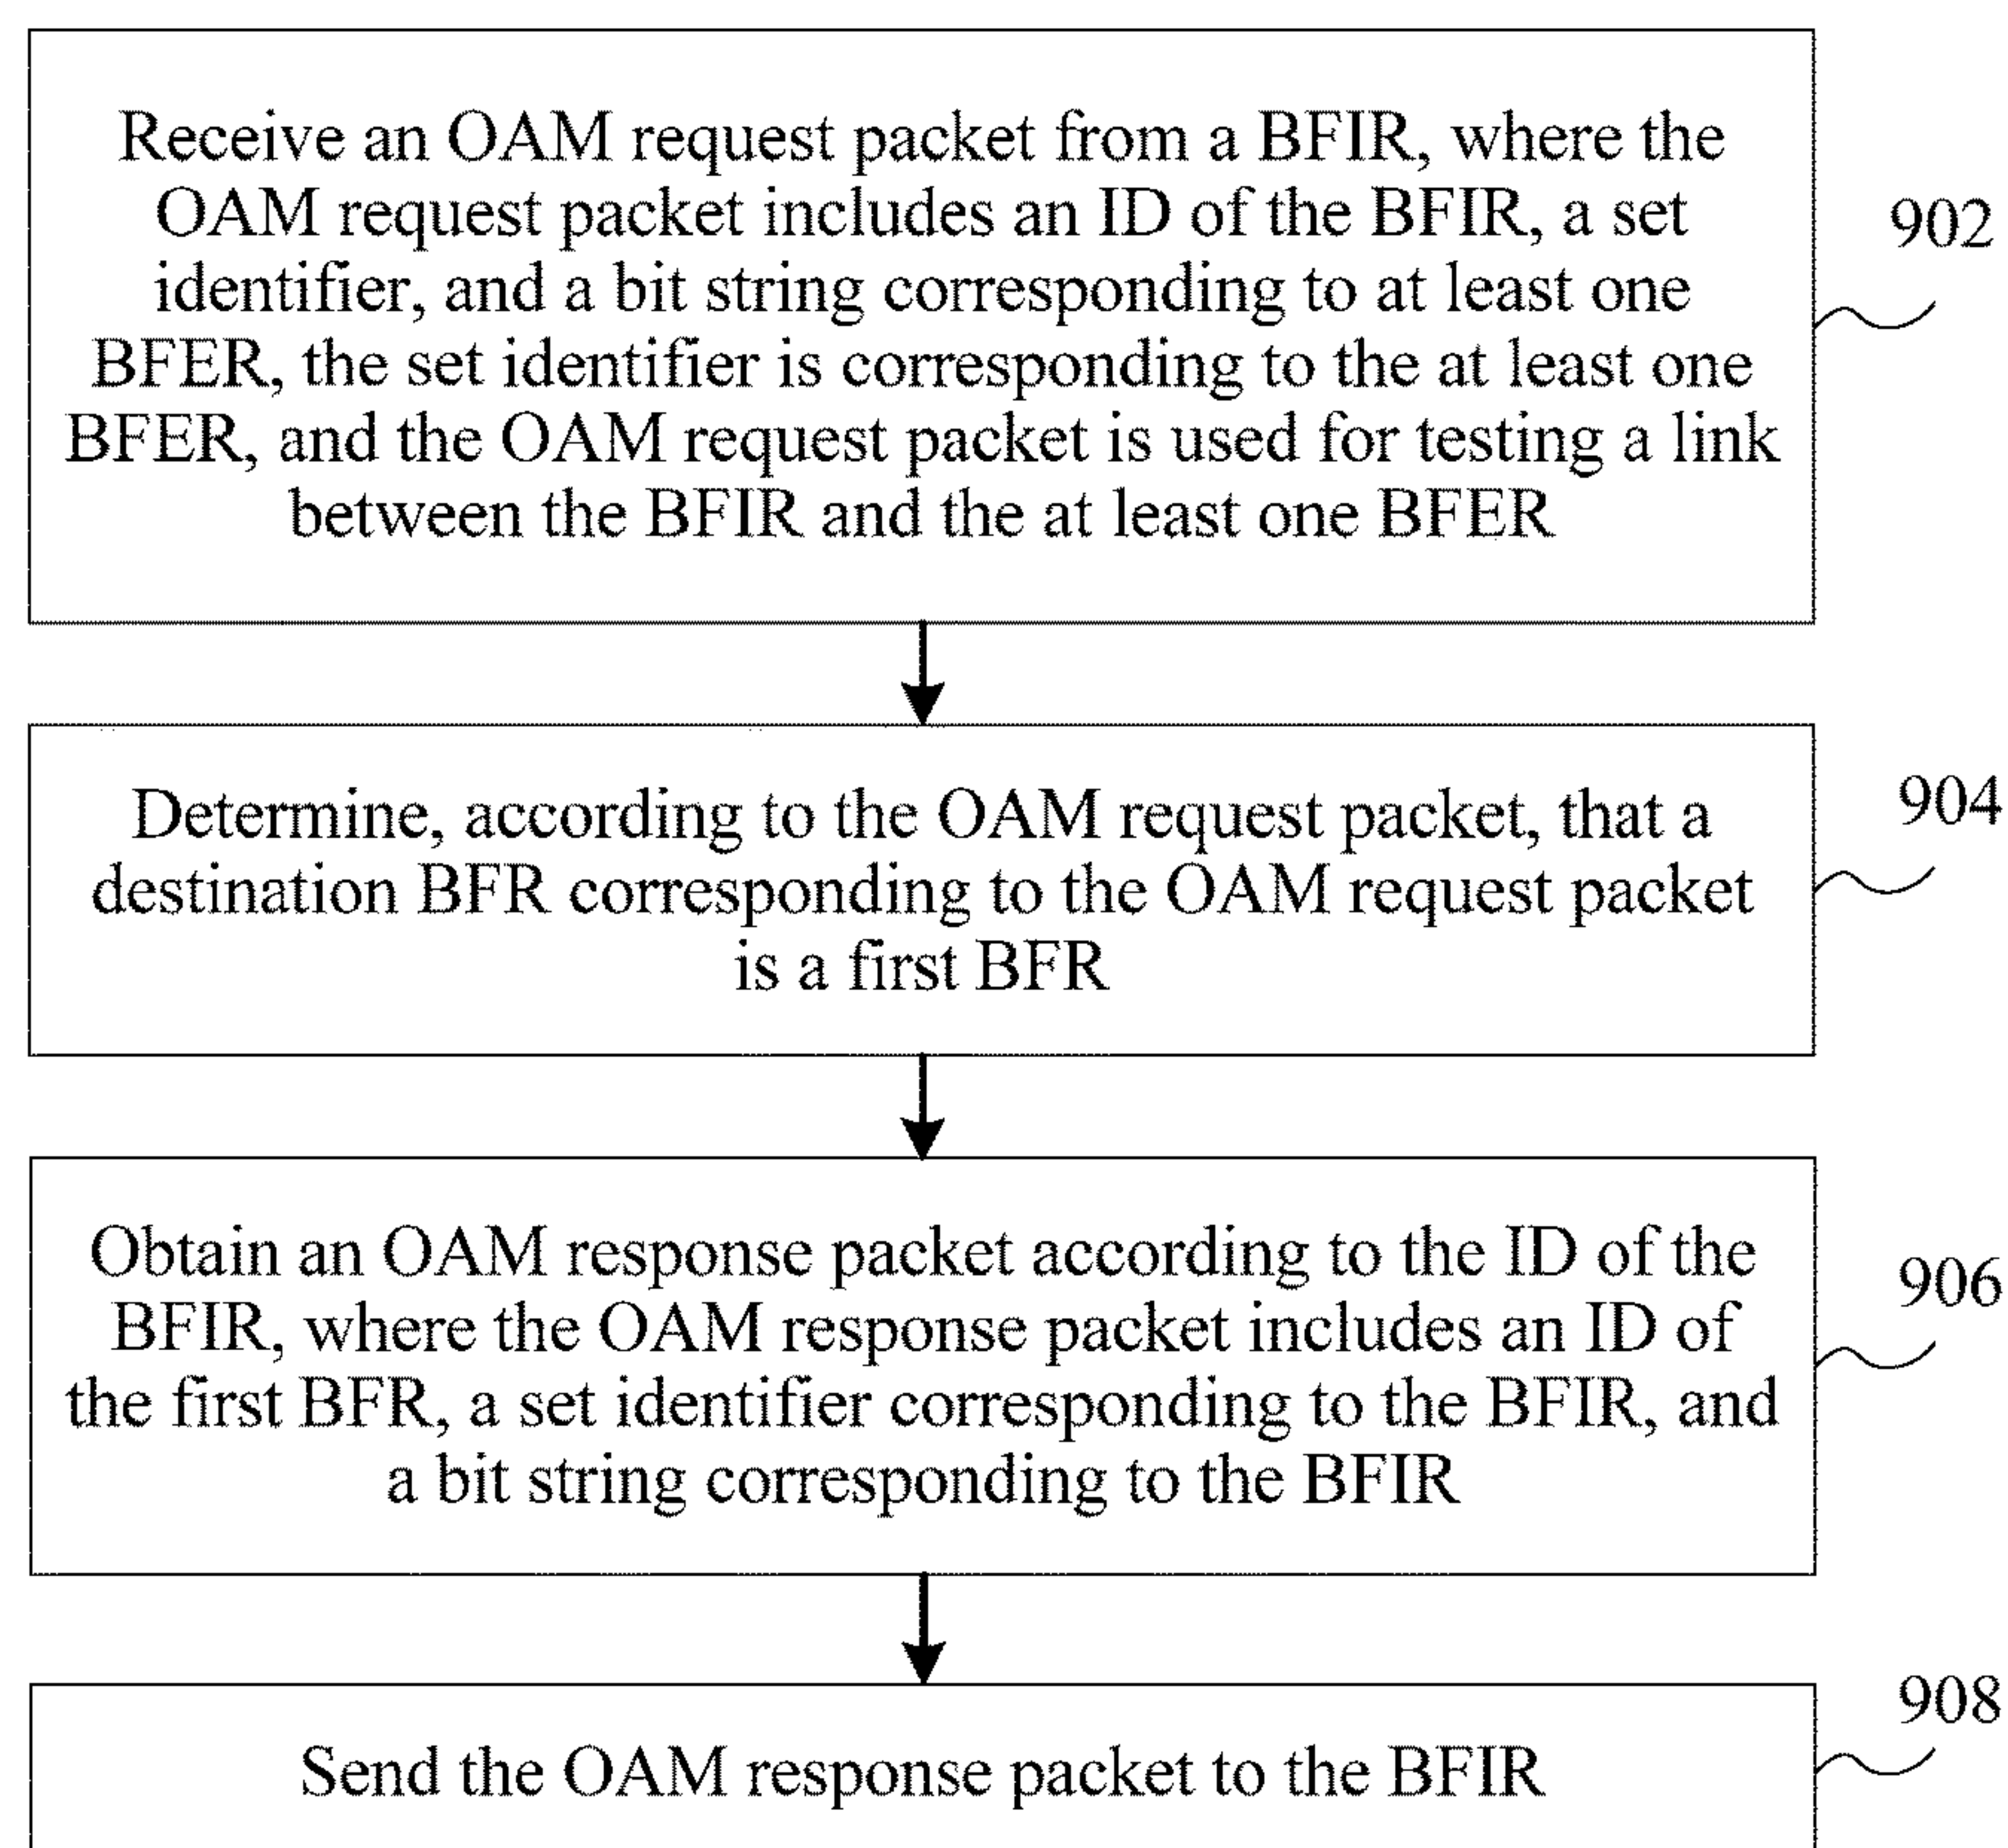 Receive an OAM request packet from a BFIR, where the
OAM request packet includes an ID of the BFIR, a set
identifier, and a bit string corresponding to at least one
BFER, the set identifier is corresponding to the at least one
BFER, and the OAM request packet is used for testing a link
between the BFIR and the at least one BFER
902
Determine, according to the OAM request packet, that a
destination BFR corresponding to the OAM request packet
is a first BFR
904
Obtain an OAM response packet according to the ID of the
BFIR, where the OAM response packet includes an ID of
the first BFR, a set identifier corresponding to the BFIR, and
a bit string corresponding to the BFIR
906
Send the OAM response packet to the BFIR
908